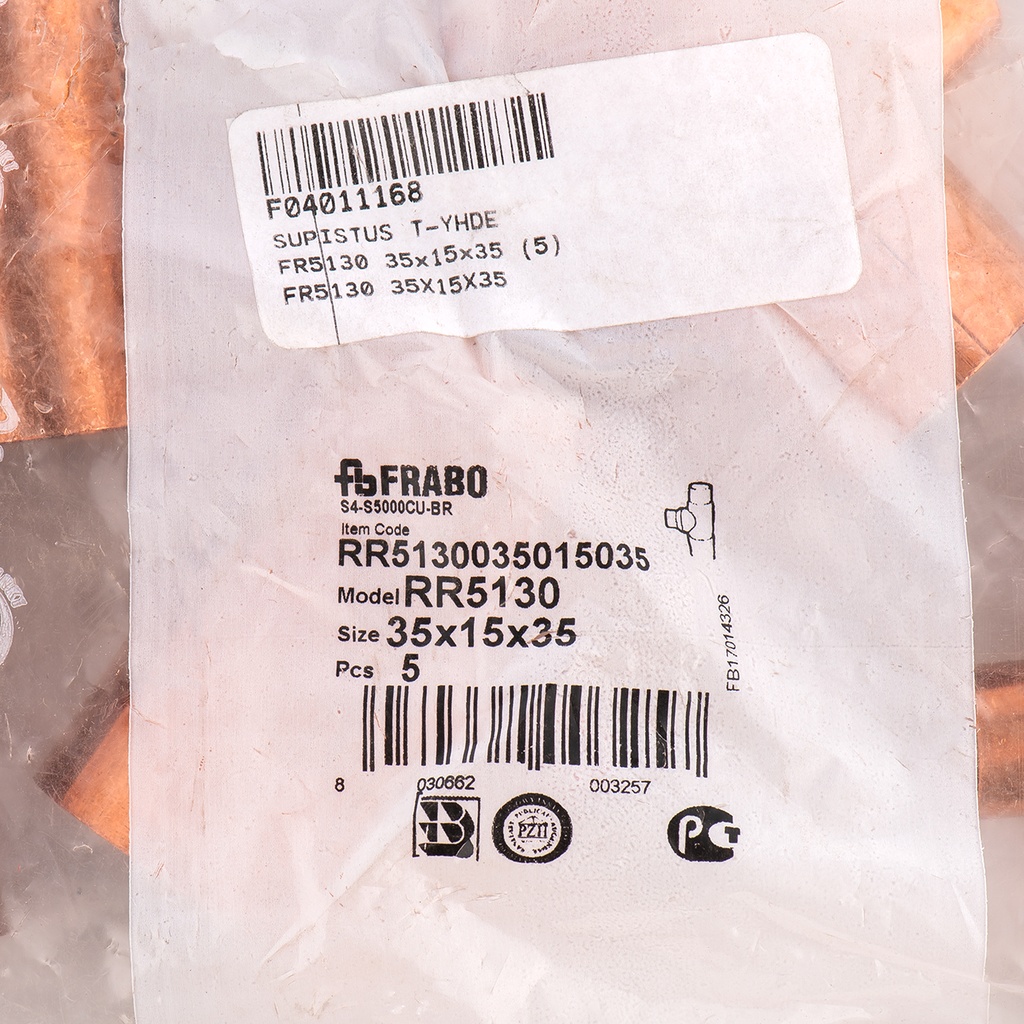 F04011168
SUPISTUS T-YHDE
FR5130 35x15x35 (5)
FR5130 35X15X35
FRABO
S4-S5000CU-BR
Item Code
RR5130035015035
Model RR5130
Size 35x15x35
Pcs 5
FB17014326
8 030662 003257
B PZH PCT